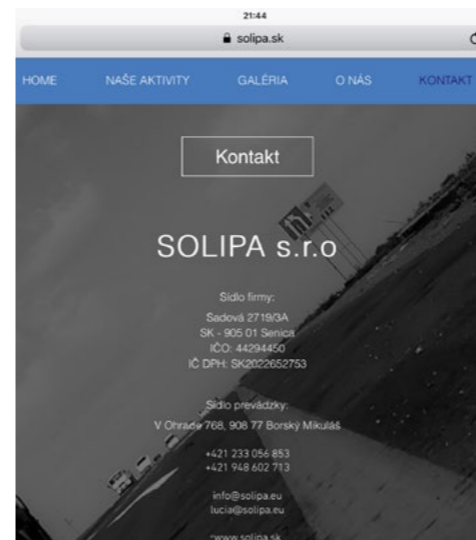 21:44
solipa.sk
HOME NAŠE AKTIVITY GALÉRIA O NÁS KONTAKT
Kontakt
SOLIPA s.r.o
Sídlo firmy:
Sadová 2719/3A
SK - 905 01 Senica
IČO: 44294450
IČ DPH: SK2022652753
Sídlo prevádzky:
V Ohrade 768, 908 77 Borský Mikuláš
+421 233 056 853
+421 948 602 713
info@solipa.eu
lucia@solipa.eu
www.solipa.sk